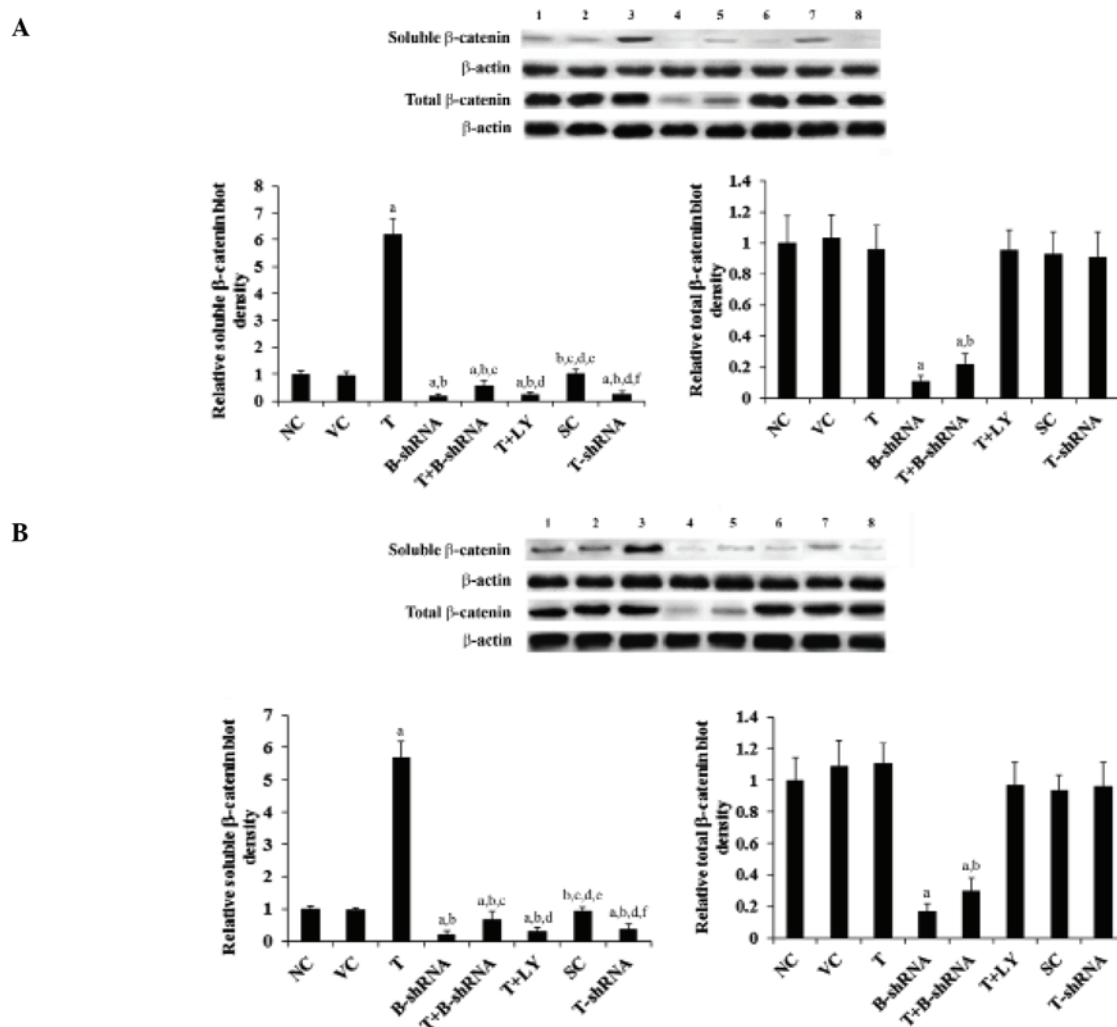 A
1 2 3 4 5 6 7 8
Soluble β-catenin
β-actin
Total β-catenin
β-actin
Relative soluble β-catenin blot
density
8
7
6
5
4
3
2
1
0
a
a,b
a,b,c
a,b,d
b,c,d,e
a,b,d,f
NC VC T B-shRNA T+B-shRNA T+LY SC T-shRNA
Relative total β-catenin blot
density
1.4
1.2
1
0.8
0.6
0.4
0.2
0
a
a,b
NC VC T B-shRNA T+B-shRNA T+LY SC T-shRNA
B
1 2 3 4 5 6 7 8
Soluble β-catenin
β-actin
Total β-catenin
β-actin
Relative soluble β-catenin blot
density
7
6
5
4
3
2
1
0
a
a,b
a,b,c
a,b,d
b,c,d,e
a,b,d,f
NC VC T B-shRNA T+B-shRNA T+LY SC T-shRNA
Relative total β-catenin blot
density
1.4
1.2
1
0.8
0.6
0.4
0.2
0
a
a,b
NC VC T B-shRNA T+B-shRNA T+LY SC T-shRNA